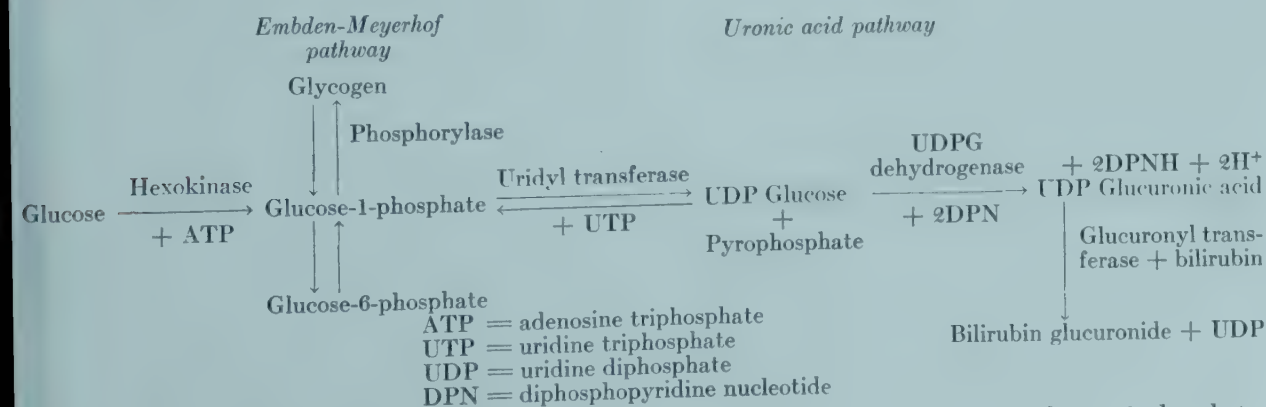 Embden-Meyerhof
pathway
Uronic acid pathway
Glycogen
Phosphorylase
Glucose
Hexokinase
+ ATP
Glucose-1-phosphate
Uridyl transferase
+ UTP
UDP Glucose
+
Pyrophosphate
UDPG
dehydrogenase
+ 2DPN
+ 2DPNH + 2H+
UDP Glucuronic acid
Glucuronyl trans-
ferase + bilirubin
Glucose-6-phosphate
Bilirubin glucuronide + UDP
ATP = adenosine triphosphate
UTP = uridine triphosphate
UDP = uridine diphosphate
DPN = diphosphopyridine nucleotide